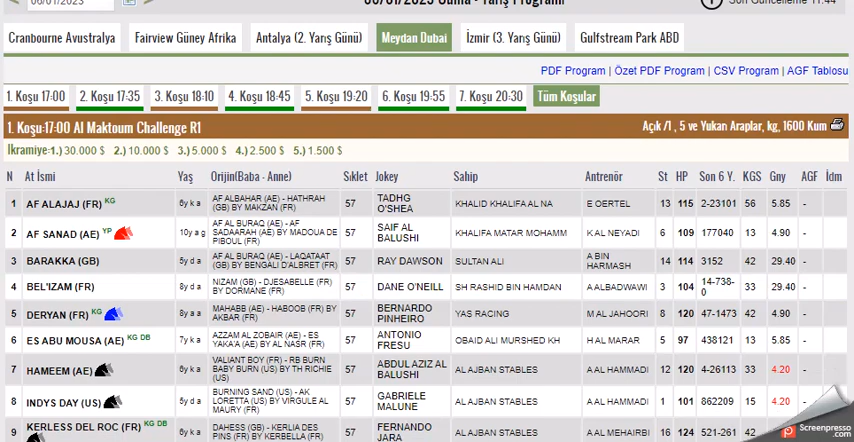 06/01/2023
06/01/2023 Cuma - Yarış Programı
Son Güncelleme 17:44
Cranbourne Avustralya
Fairview Güney Afrika
Antalya (2. Yarış Günü)
Meydan Dubai
İzmir (3. Yarış Günü)
Gulfstream Park ABD
PDF Program | Özet PDF Program | CSV Program | AGF Tablosu
1. Koşu 17:00
2. Koşu 17:35
3. Koşu 18:10
4. Koşu 18:45
5. Koşu 19:20
6. Koşu 19:55
7. Koşu 20:30
Tüm Koşular
1. Koşu:17:00 Al Maktoum Challenge R1
Açık /1 , 5 ve Yukarı Araplar, kg, 1600 Kum
İkramiye:1.) 30.000 $ 2.) 10.000 $ 3.) 5.000 $ 4.) 2.500 $ 5.) 1.500 $
N At İsmi Yaş Orijin(Baba - Anne) Sıklet Jokey Sahip Antrenör St HP Son 6 Y. KGS Gny AGF İdm
1 AF ALAJAJ (FR) KG 6y k a AF ALBAHAR (AE) - HATHRAH (GB) BY MAKZAN (FR) 57 TADHG O'SHEA KHALID KHALIFA AL NA E OERTEL 13 115 2-23101 56 5.85 -
2 AF SANAD (AE) YP 10y a g AF AL BURAQ (AE) - AF SADAARAH (AE) BY MADOUA DE PIBOUL (FR) 57 SAIF AL BALUSHI KHALIFA MATAR MOHAMM K AL NEYADI 6 109 177040 13 4.90 -
3 BARAKKA (GB) 5y d a AF AL BURAQ (AE) - LAQATAAT (GB) BY BENGALI D'ALBRET (FR) 57 RAY DAWSON SULTAN ALI A BIN HARMASH 14 114 3152 42 29.40 -
4 BEL'IZAM (FR) 8y d a NIZAM (GB) - DJESABELLE (FR) BY DORMANE (FR) 57 DANE O'NEILL SH RASHID BIN HAMDAN A ALBADWAWI 3 104 14-738-0 33 29.40 -
5 DERYAN (FR) KG 8y a a MAHABB (AE) - HABOOB (FR) BY AKBAR (FR) 57 BERNARDO PINHEIRO YAS RACING M AL JAHOORI 8 120 47-1473 42 4.90 -
6 ES ABU MOUSA (AE) KG DB 7y k a AZZAM AL ZOBAIR (AE) - ES YAKA'A (AE) BY AL NASR (FR) 57 ANTONIO FRESU OBAID ALI MURSHED KH H AL MARAR 5 97 438121 13 5.85 -
7 HAMEEM (AE) 6y k a VALIANT BOY (FR) - RB BURN BABY BURN (US) BY TH RICHIE (US) 57 ABDUL AZIZ AL BALUSHI AL AJBAN STABLES A AL HAMMADI 12 120 4-26113 33 4.20 -
8 INDYS DAY (US) 6y k a BURNING SAND (US) - AK LORETTA (US) BY VIRGULE AL MAURY (FR) 57 GABRIELE MALUNE AL AJBAN STABLES A AL HAMMADI 1 101 862209 15 4.20 -
9 KERLESS DEL ROC (FR) KG DB 6y k a DAHESS (GB) - KERLIA DES PINS (FR) BY KERBELLA (FR) 57 FERNANDO JARA AL AJBAN STABLES A AL MEHAIRBI 16 124 521-261 42
Screenpresso
.com